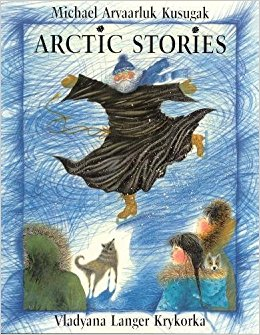 Michael Arvaarluk Kusugak
ARCTIC STORIES
Vladyana Langer Krykorka